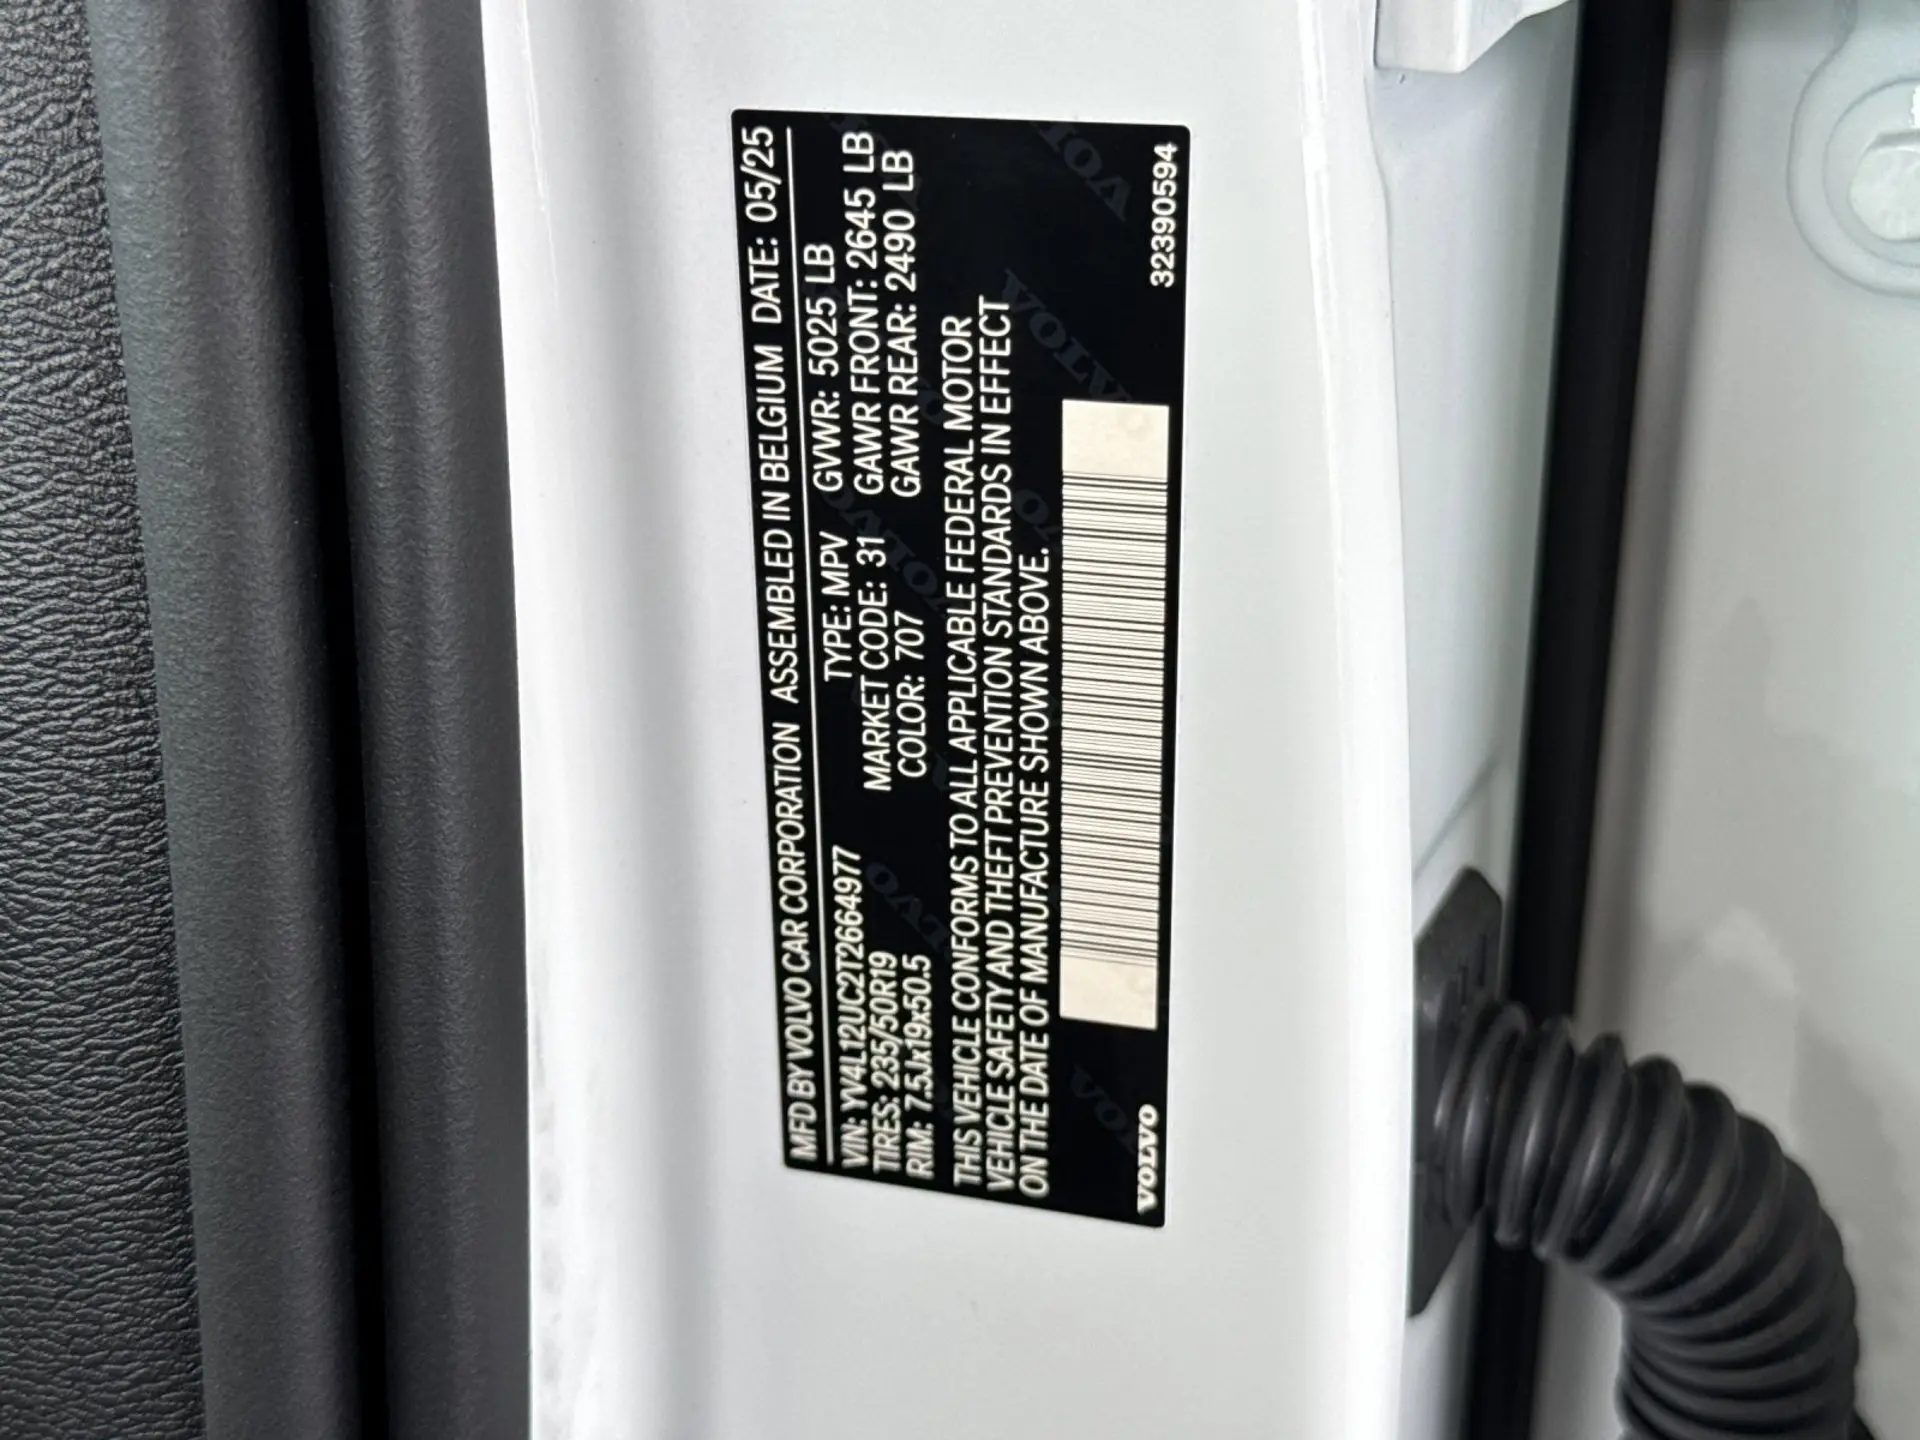 MFD BY VOLVO CAR CORPORATION ASSEMBLED IN BELGIUM DATE: 05/25
VIN: YV4L12UC2T2664977 TYPE: MPV GVWR: 5025 LB
TIRES: 235/50R19 MARKET CODE: 31 GAWR FRONT: 2645 LB
RIM: 7.5Jx19x50.5 COLOR: 707 GAWR REAR: 2490 LB
THIS VEHICLE CONFORMS TO ALL APPLICABLE FEDERAL MOTOR
VEHICLE SAFETY AND THEFT PREVENTION STANDARDS IN EFFECT
ON THE DATE OF MANUFACTURE SHOWN ABOVE.
VOLVO 32390594